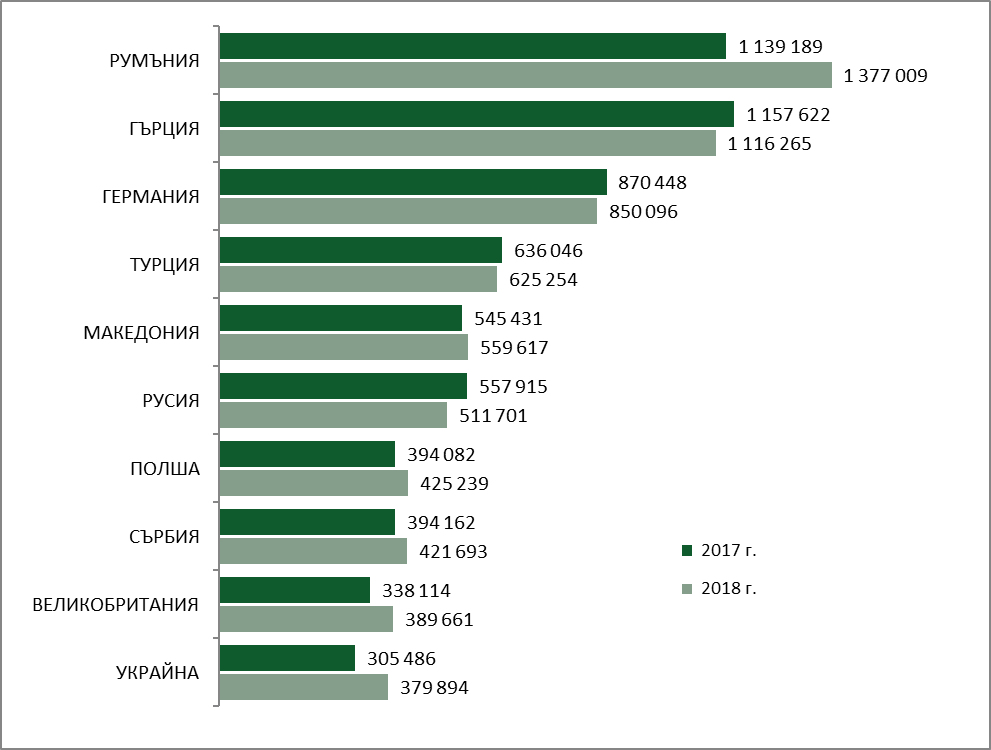 РУМЪНИЯ
1 139 189
1 377 009
ГЪРЦИЯ
1 157 622
1 116 265
ГЕРМАНИЯ
870 448
850 096
ТУРЦИЯ
636 046
625 254
МАКЕДОНИЯ
545 431
559 617
РУСИЯ
557 915
511 701
ПОЛША
394 082
425 239
СЪРБИЯ
394 162
421 693
ВЕЛИКОБРИТАНИЯ
338 114
389 661
УКРАЙНА
305 486
379 894
2017 г.
2018 г.